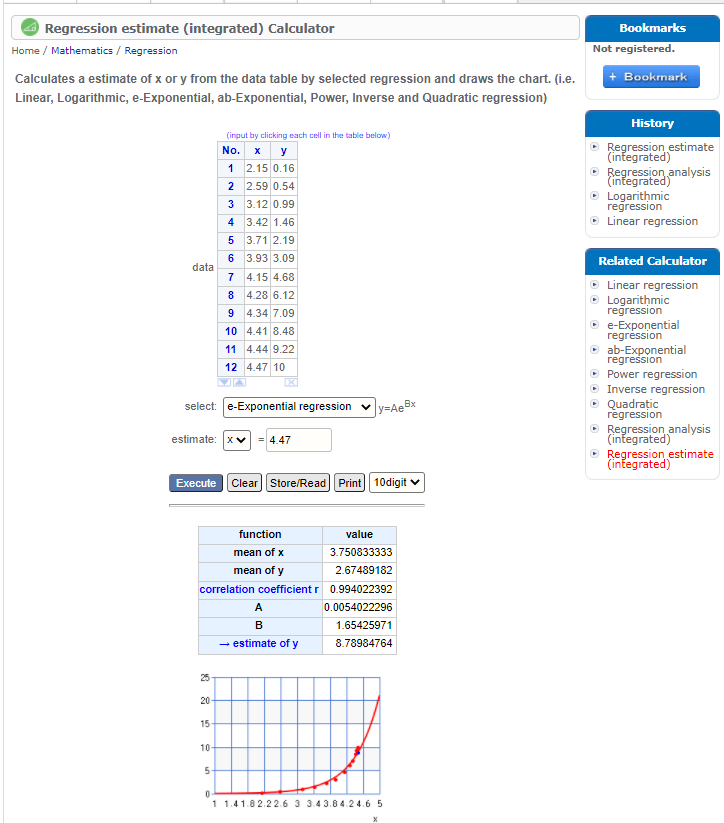 Regression estimate (integrated) Calculator
Home / Mathematics / Regression
Calculates a estimate of x or y from the data table by selected regression and draws the chart. (i.e.
Linear, Logarithmic, e-Exponential, ab-Exponential, Power, Inverse and Quadratic regression)
(input by clicking each cell in the table below)
No. x y
1 2.15 0.16
2 2.59 0.54
3 3.12 0.99
4 3.42 1.46
5 3.71 2.19
6 3.93 3.09
data
7 4.15 4.68
8 4.28 6.12
9 4.34 7.09
10 4.41 8.48
11 4.44 9.22
12 4.47 10
select: e-Exponential regression y=Ae^Bx
estimate: x = 4.47
Execute Clear Store/Read Print 10digit
function value
mean of x 3.750833333
mean of y 2.67489182
correlation coefficient r 0.994022392
A 0.0054022296
B 1.65425971
→ estimate of y 8.78984764
25
20
15
10
5
0
1 1.4 1.8 2.2 2.6 3 3.4 3.8 4.2 4.6 5
x
Bookmarks
Not registered.
+ Bookmark
History
Regression estimate
(integrated)
Regression analysis
(integrated)
Logarithmic
regression
Linear regression
Related Calculator
Linear regression
Logarithmic
regression
e-Exponential
regression
ab-Exponential
regression
Power regression
Inverse regression
Quadratic
regression
Regression analysis
(integrated)
Regression estimate
(integrated)